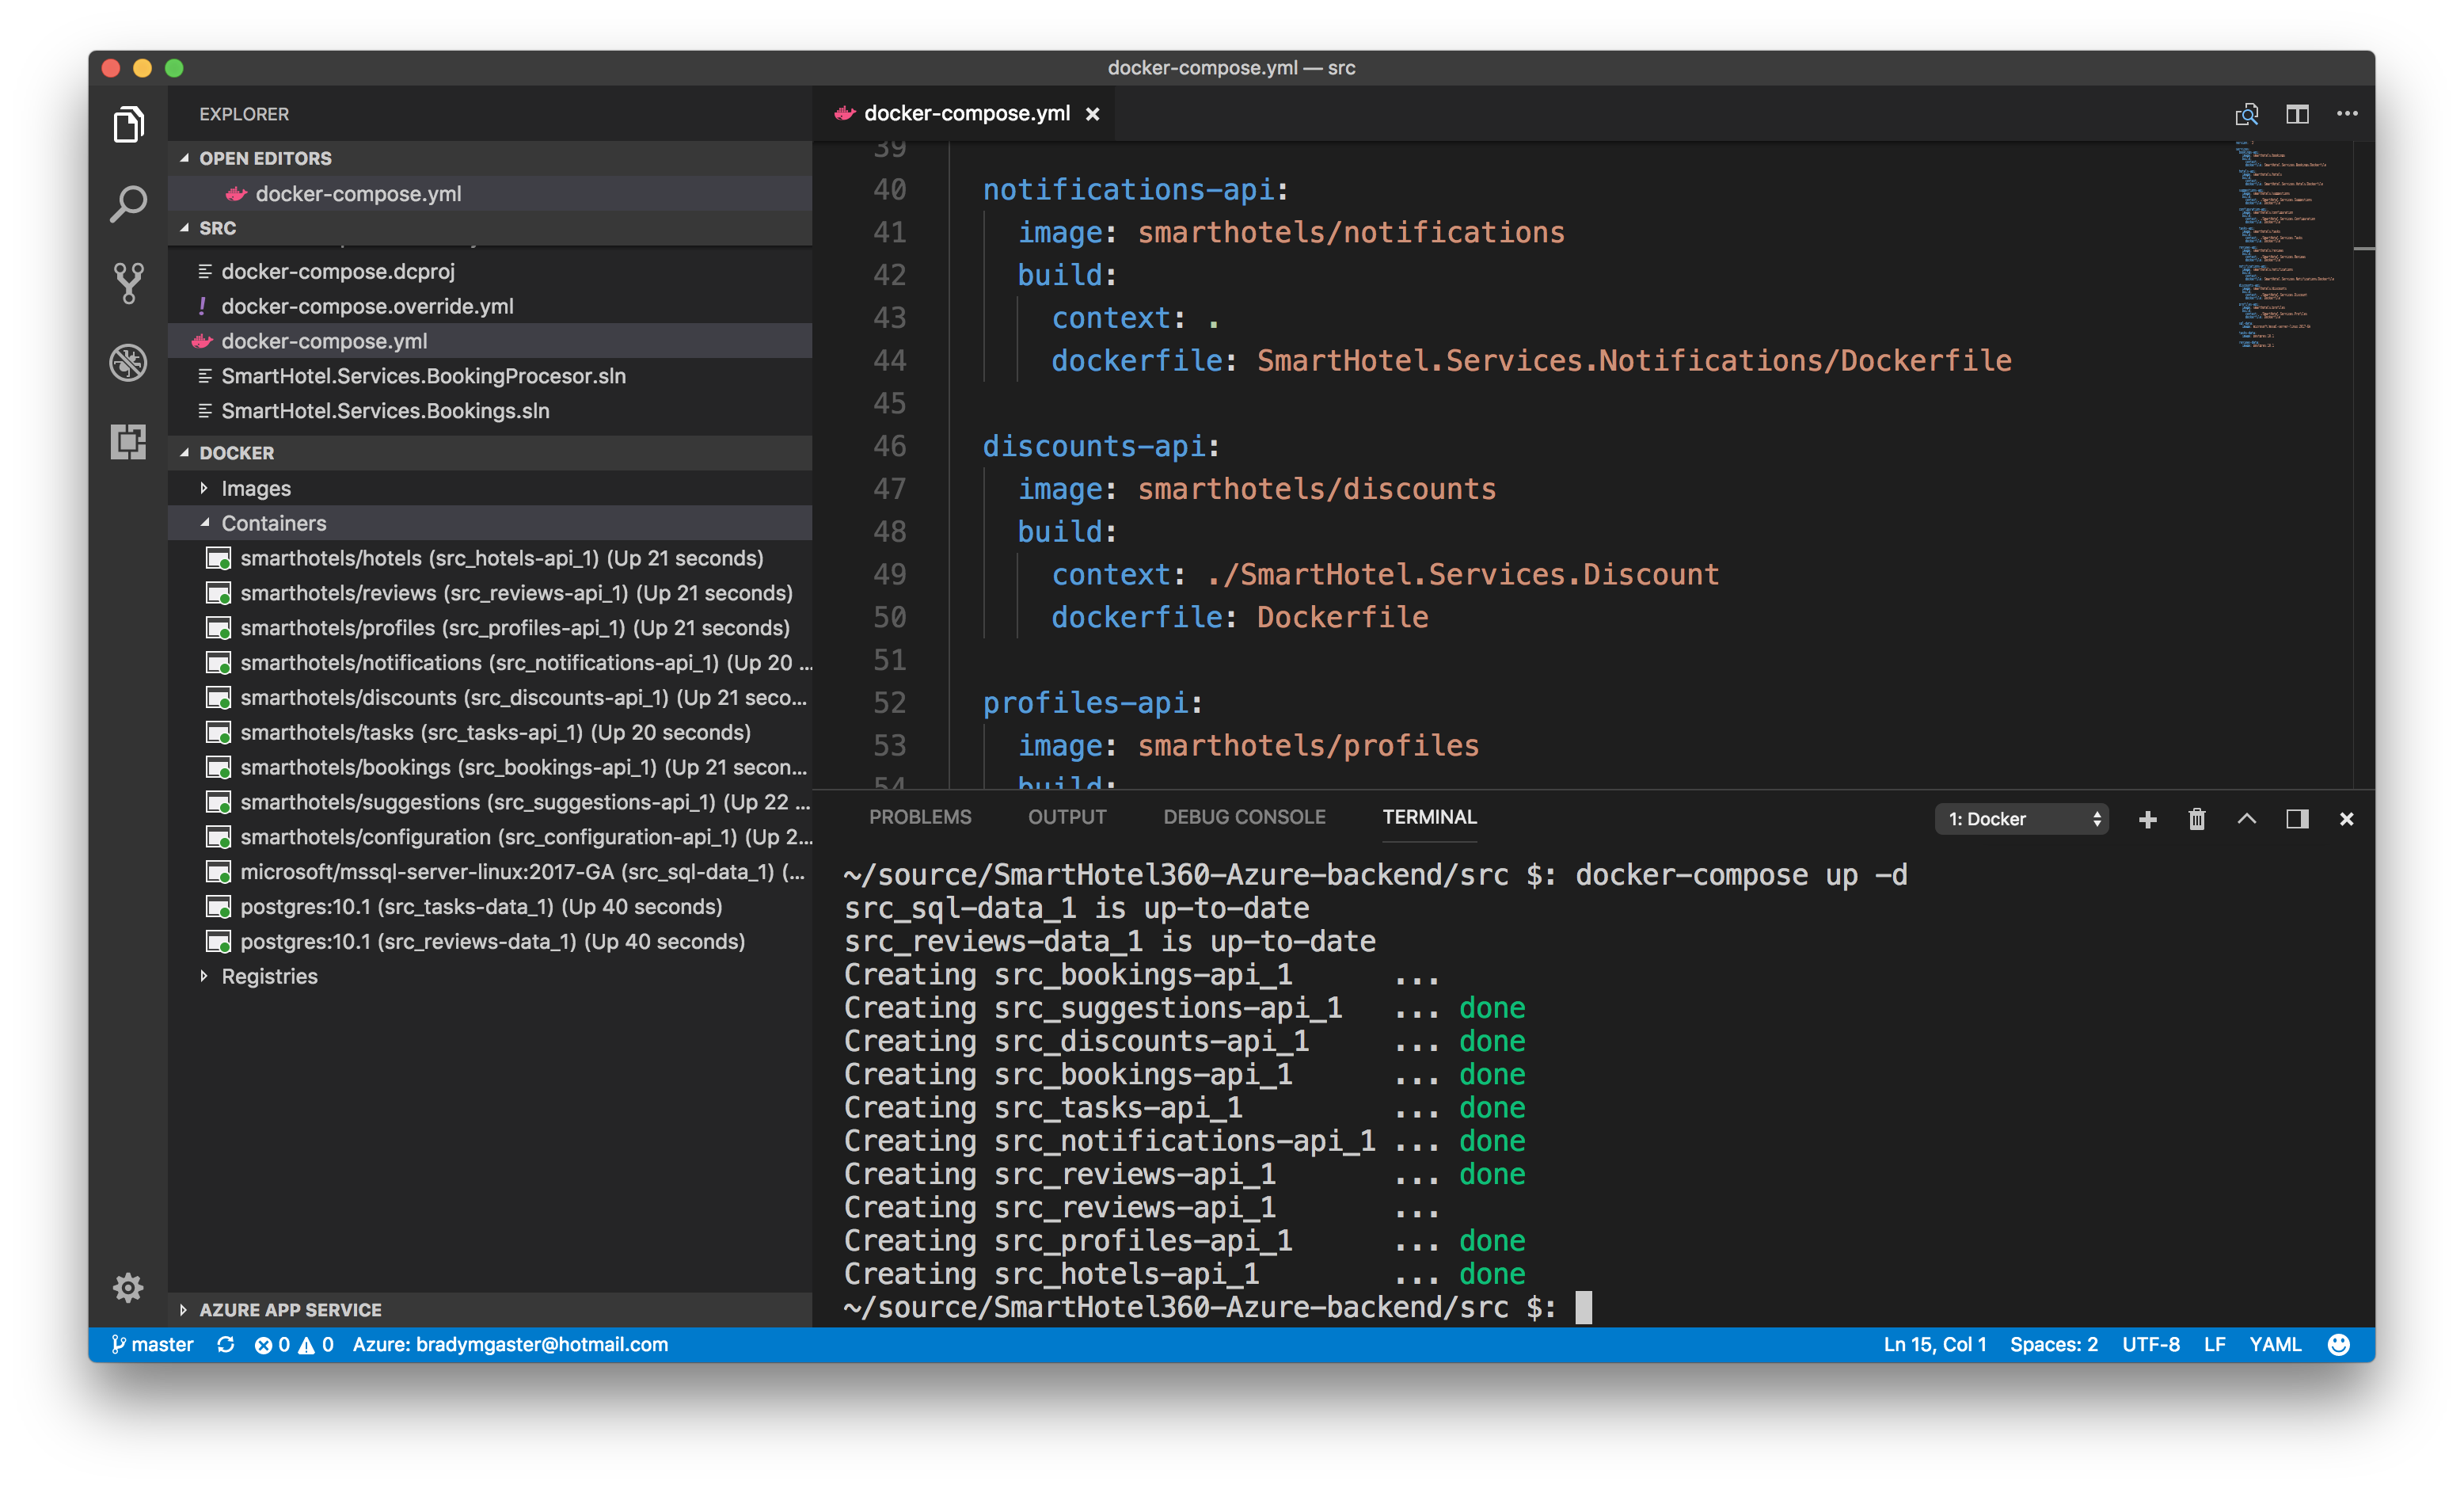 docker-compose.yml — src
EXPLORER
OPEN EDITORS
docker-compose.yml
SRC
docker-compose.dcproj
docker-compose.override.yml
docker-compose.yml
SmartHotel.Services.BookingProcesor.sln
SmartHotel.Services.Bookings.sln
DOCKER
Images
Containers
smarthotels/hotels (src_hotels-api_1) (Up 21 seconds)
smarthotels/reviews (src_reviews-api_1) (Up 21 seconds)
smarthotels/profiles (src_profiles-api_1) (Up 21 seconds)
smarthotels/notifications (src_notifications-api_1) (Up 20 ...
smarthotels/discounts (src_discounts-api_1) (Up 21 seco...
smarthotels/tasks (src_tasks-api_1) (Up 20 seconds)
smarthotels/bookings (src_bookings-api_1) (Up 21 secon...
smarthotels/suggestions (src_suggestions-api_1) (Up 22 ...
smarthotels/configuration (src_configuration-api_1) (Up 2...
microsoft/mssql-server-linux:2017-GA (src_sql-data_1) (...
postgres:10.1 (src_tasks-data_1) (Up 40 seconds)
postgres:10.1 (src_reviews-data_1) (Up 40 seconds)
Registries
AZURE APP SERVICE
docker-compose.yml
39
40 notifications-api:
41 image: smarthotels/notifications
42 build:
43 context: .
44 dockerfile: SmartHotel.Services.Notifications/Dockerfile
45
46 discounts-api:
47 image: smarthotels/discounts
48 build:
49 context: ./SmartHotel.Services.Discount
50 dockerfile: Dockerfile
51
52 profiles-api:
53 image: smarthotels/profiles
54 build:
PROBLEMS OUTPUT DEBUG CONSOLE TERMINAL 1: Docker
~/source/SmartHotel360-Azure-backend/src $: docker-compose up -d
src_sql-data_1 is up-to-date
src_reviews-data_1 is up-to-date
Creating src_bookings-api_1 ...
Creating src_suggestions-api_1 ... done
Creating src_discounts-api_1 ... done
Creating src_bookings-api_1 ... done
Creating src_tasks-api_1 ... done
Creating src_notifications-api_1 ... done
Creating src_reviews-api_1 ... done
Creating src_reviews-api_1 ...
Creating src_profiles-api_1 ... done
Creating src_hotels-api_1 ... done
~/source/SmartHotel360-Azure-backend/src $:
master 0 0 Azure: bradymgaster@hotmail.com Ln 15, Col 1 Spaces: 2 UTF-8 LF YAML